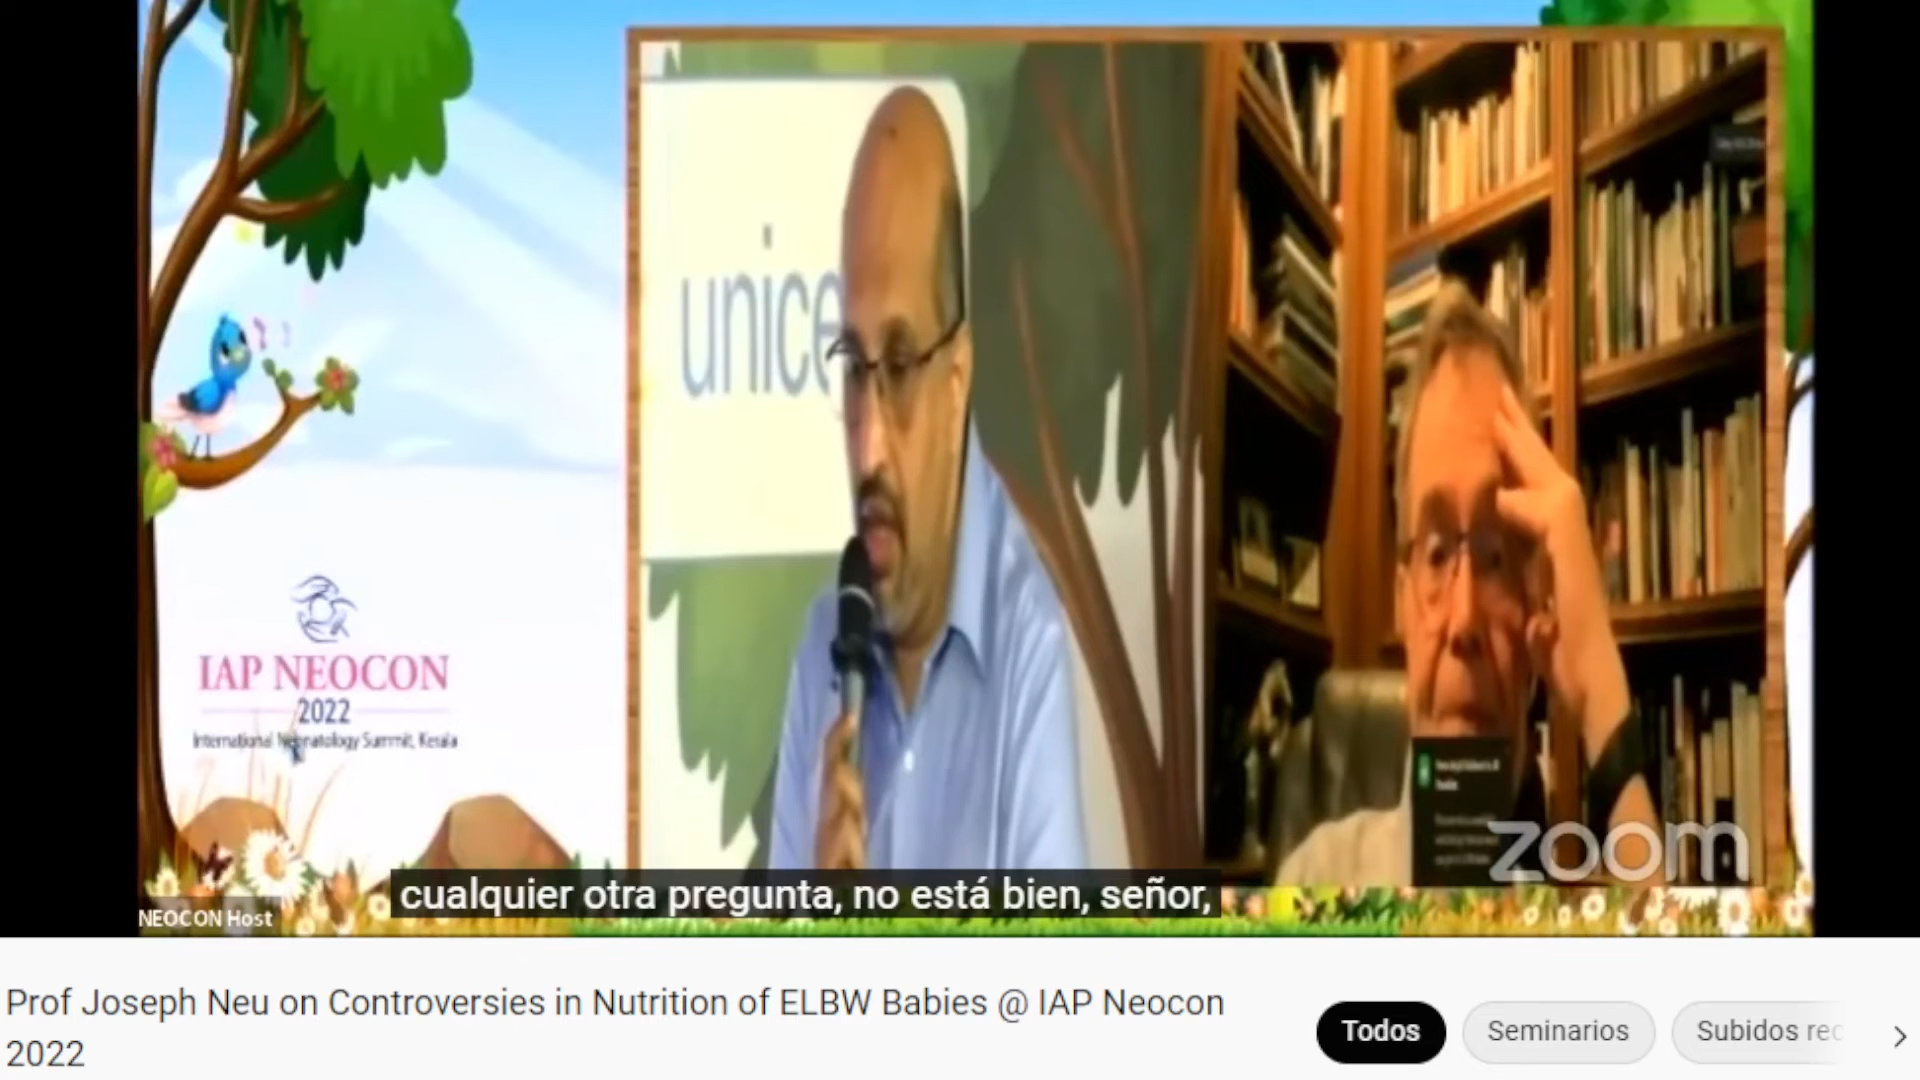 unice
IAP NEOCON
2022
International Neonatology Summit, Kerala
zoom
cualquier otra pregunta, no está bien, señor,
NEOCON Host
Prof Joseph Neu on Controversies in Nutrition of ELBW Babies @ IAP Neocon
2022
Todos
Seminarios
Subidos rec